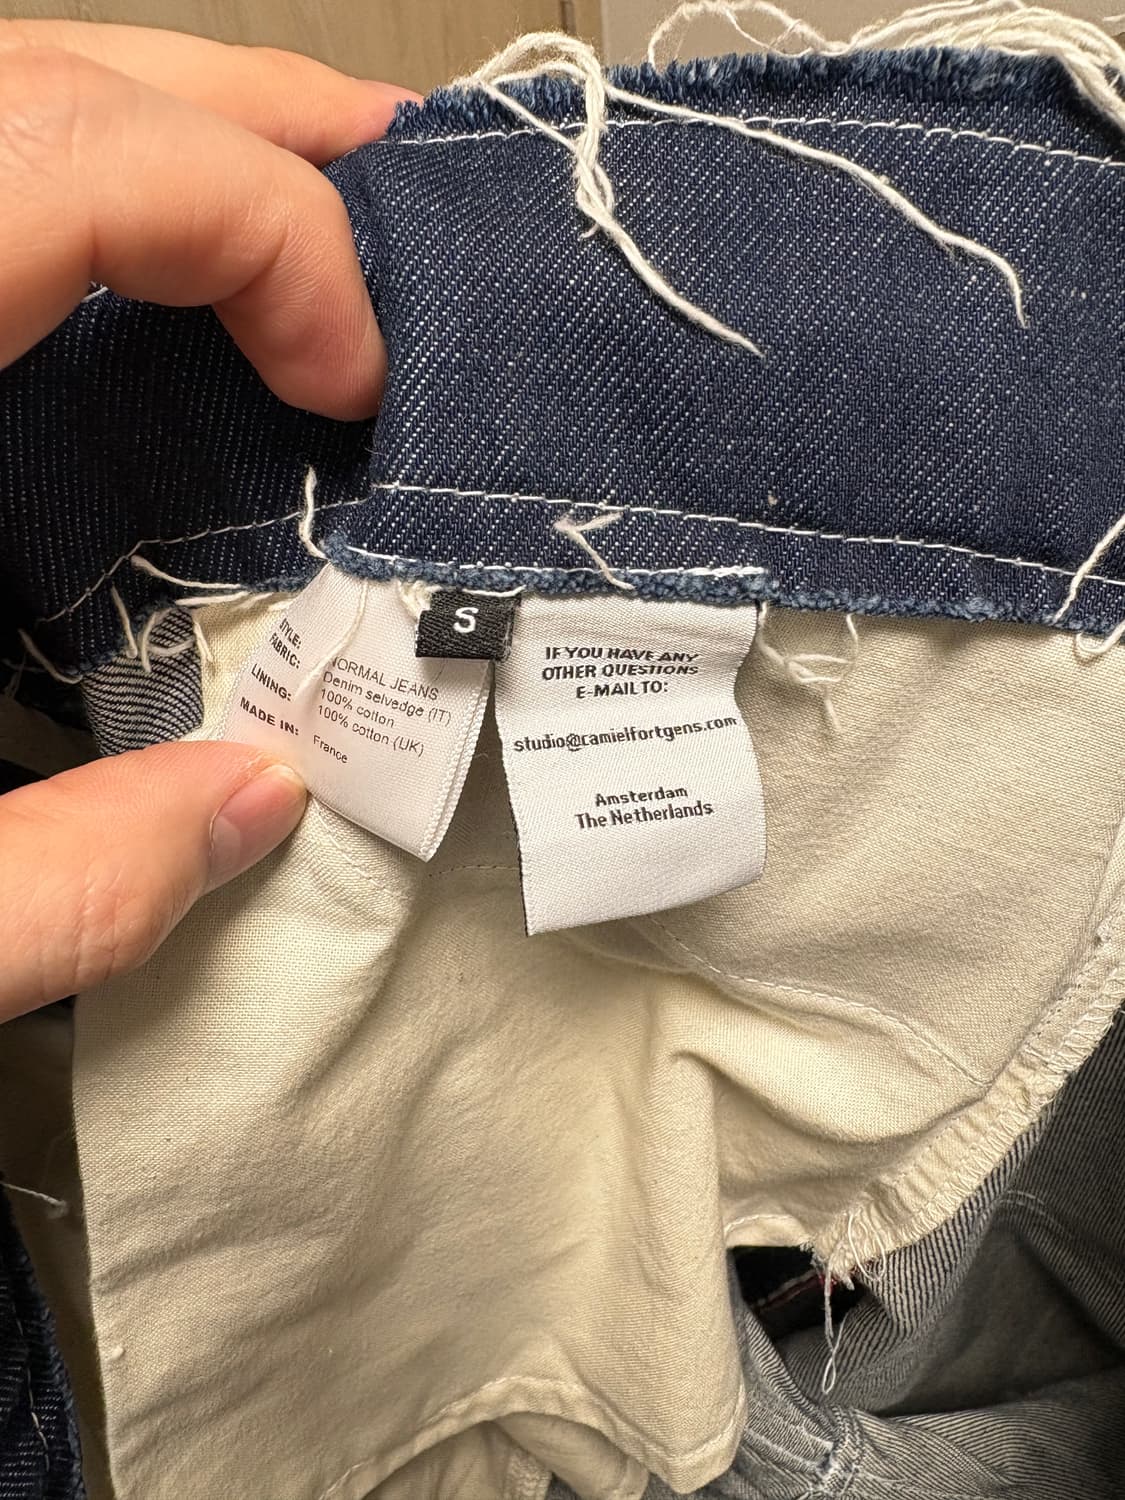 STYLE: NORMAL JEANS
FABRIC: Denim selvedge (IT)
100% cotton
LINING: 100% cotton (UK)
MADE IN: France
S
IF YOU HAVE ANY
OTHER QUESTIONS
E-MAIL TO:
studio@camielfortgens.com
Amsterdam
The Netherlands